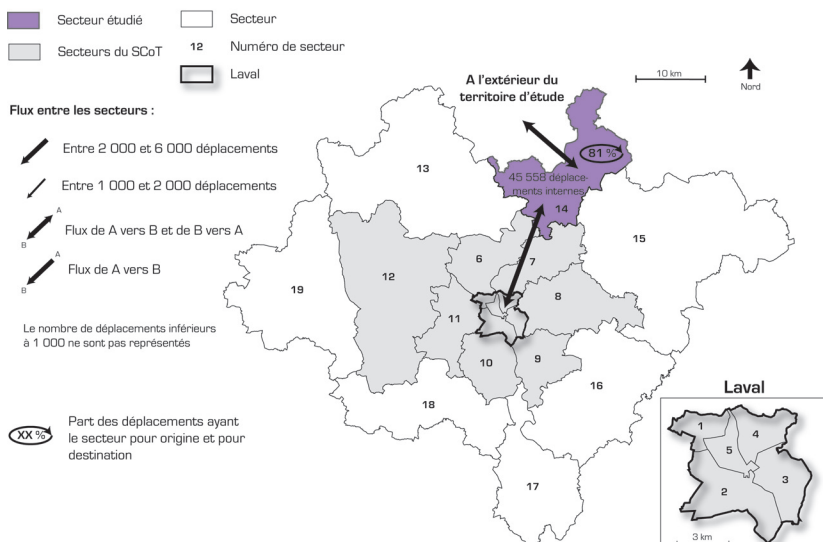 Secteur étudié
Secteur
Secteurs du SCoT
12
Numéro de secteur
Laval
Flux entre les secteurs :
Entre 2 000 et 6 000 déplacements
Entre 1 000 et 2 000 déplacements
A
B
Flux de A vers B et de B vers A
A
B
Flux de A vers B
Le nombre de déplacements inférieurs
à 1 000 ne sont pas représentés
XX %
Part des déplacements ayant
le secteur pour origine et pour
destination
A l'extérieur du
territoire d'étude
10 km
Nord
81 %
45 558 déplace-
ments internes
13
14
15
6
7
12
19
8
11
10
9
16
18
17
Laval
1
4
5
3
2
3 km